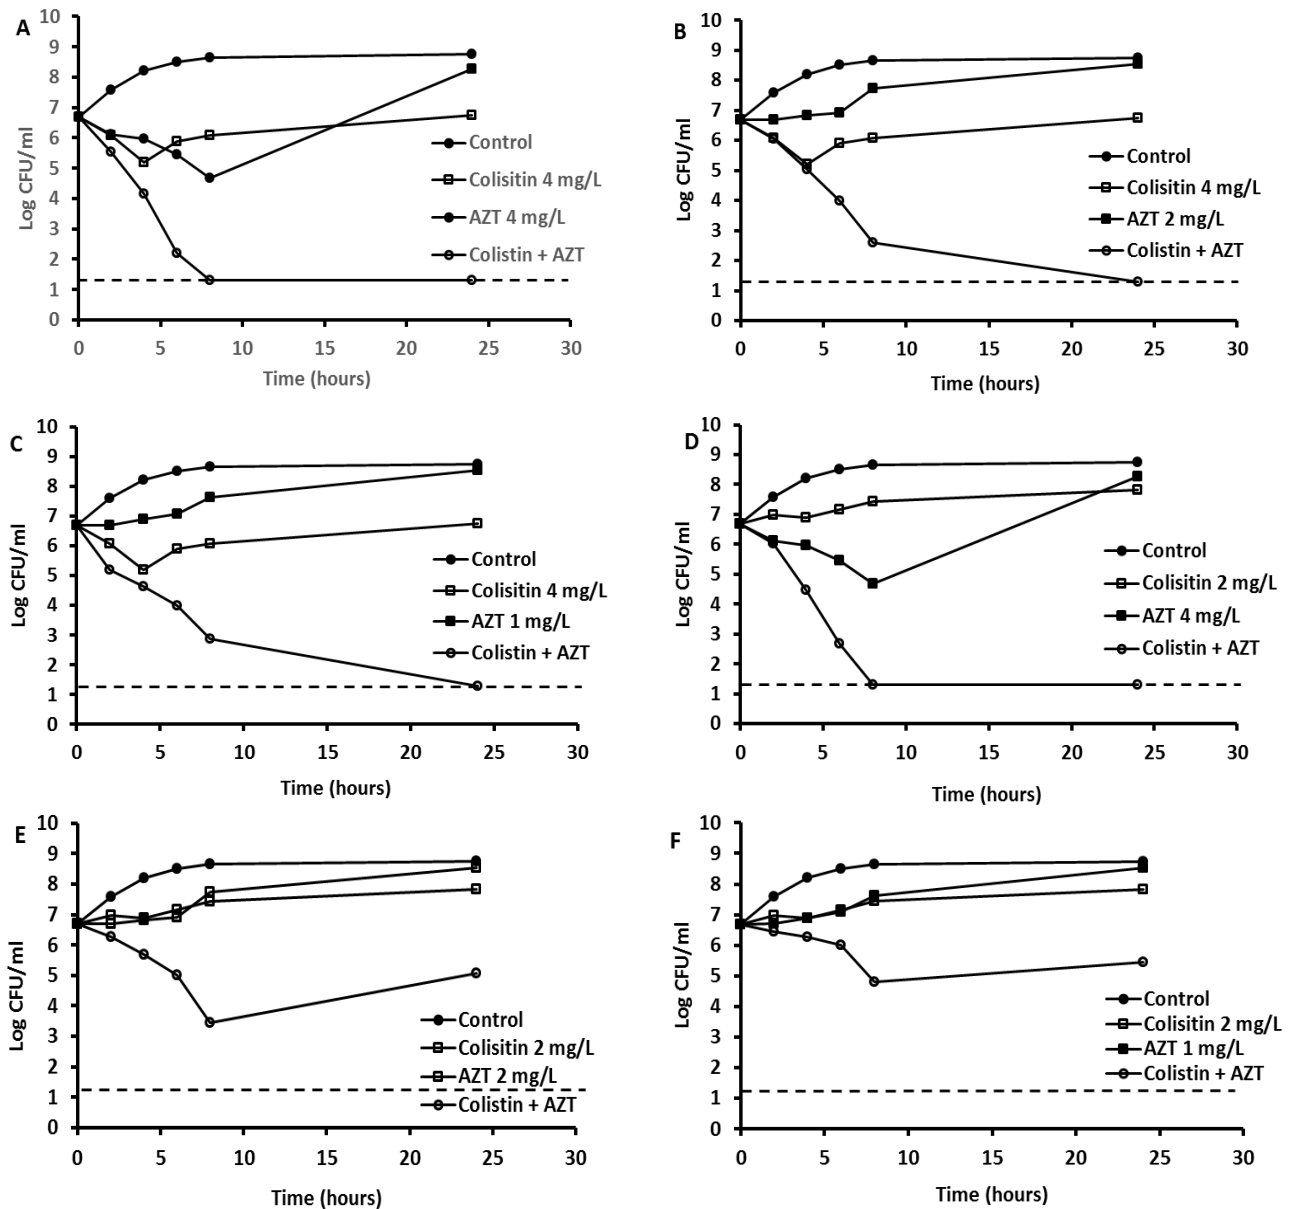 A
10
9
8
7
6
5
4
3
2
1
0
Log CFU/ml
Control
Colisitin 4 mg/L
AZT 4 mg/L
Colistin + AZT
0 5 10 15 20 25 30
Time (hours)
B
10
9
8
7
6
5
4
3
2
1
0
Log CFU/ml
Control
Colisitin 4 mg/L
AZT 2 mg/L
Colistin + AZT
0 5 10 15 20 25 30
Time (hours)
C
10
9
8
7
6
5
4
3
2
1
0
Log CFU/ml
Control
Colisitin 4 mg/L
AZT 1 mg/L
Colistin + AZT
0 5 10 15 20 25 30
Time (hours)
D
10
9
8
7
6
5
4
3
2
1
0
Log CFU/ml
Control
Colisitin 2 mg/L
AZT 4 mg/L
Colistin + AZT
0 5 10 15 20 25 30
Time (hours)
E
10
9
8
7
6
5
4
3
2
1
0
Log CFU/ml
Control
Colisitin 2 mg/L
AZT 2 mg/L
Colistin + AZT
0 5 10 15 20 25 30
Time (hours)
F
10
9
8
7
6
5
4
3
2
1
0
Log CFU/ml
Control
Colisitin 2 mg/L
AZT 1 mg/L
Colistin + AZT
0 5 10 15 20 25 30
Time (hours)